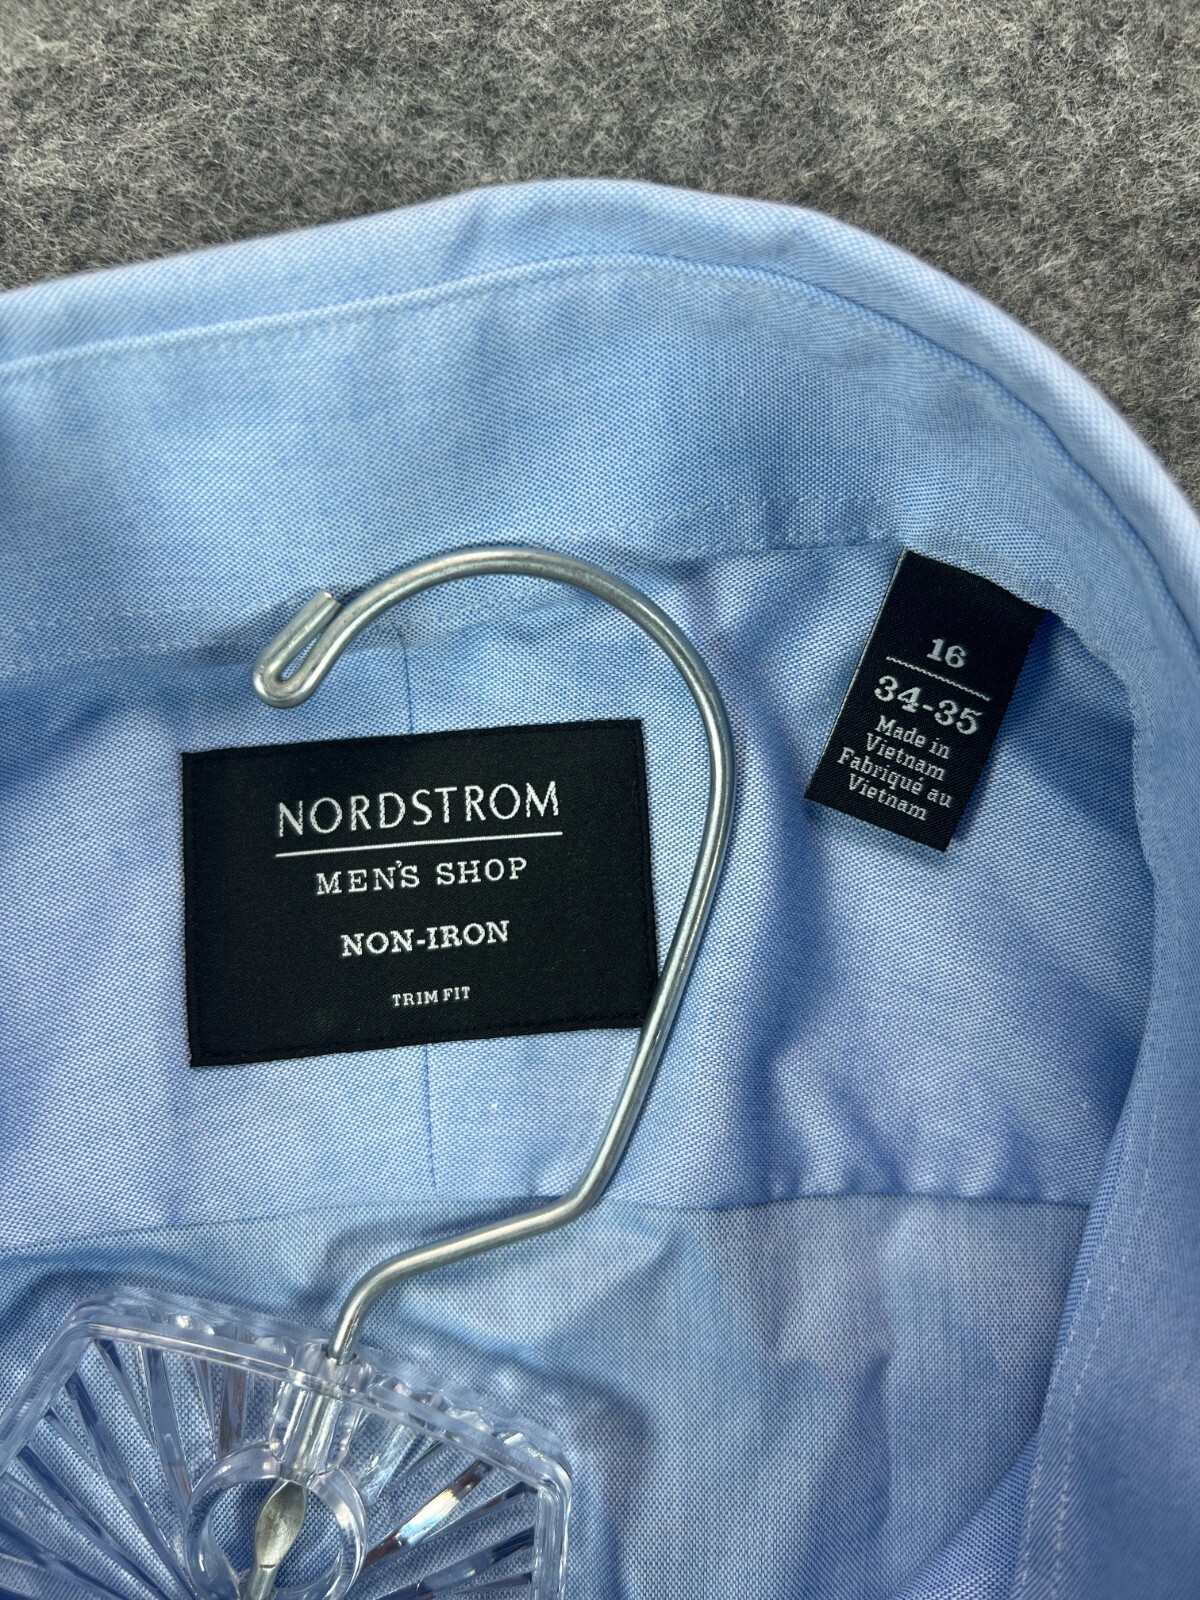 NORDSTROM
MEN'S SHOP
NON-IRON
TRIM FIT
16
34-35
Made in
Vietnam
Fabriqué au
Vietnam